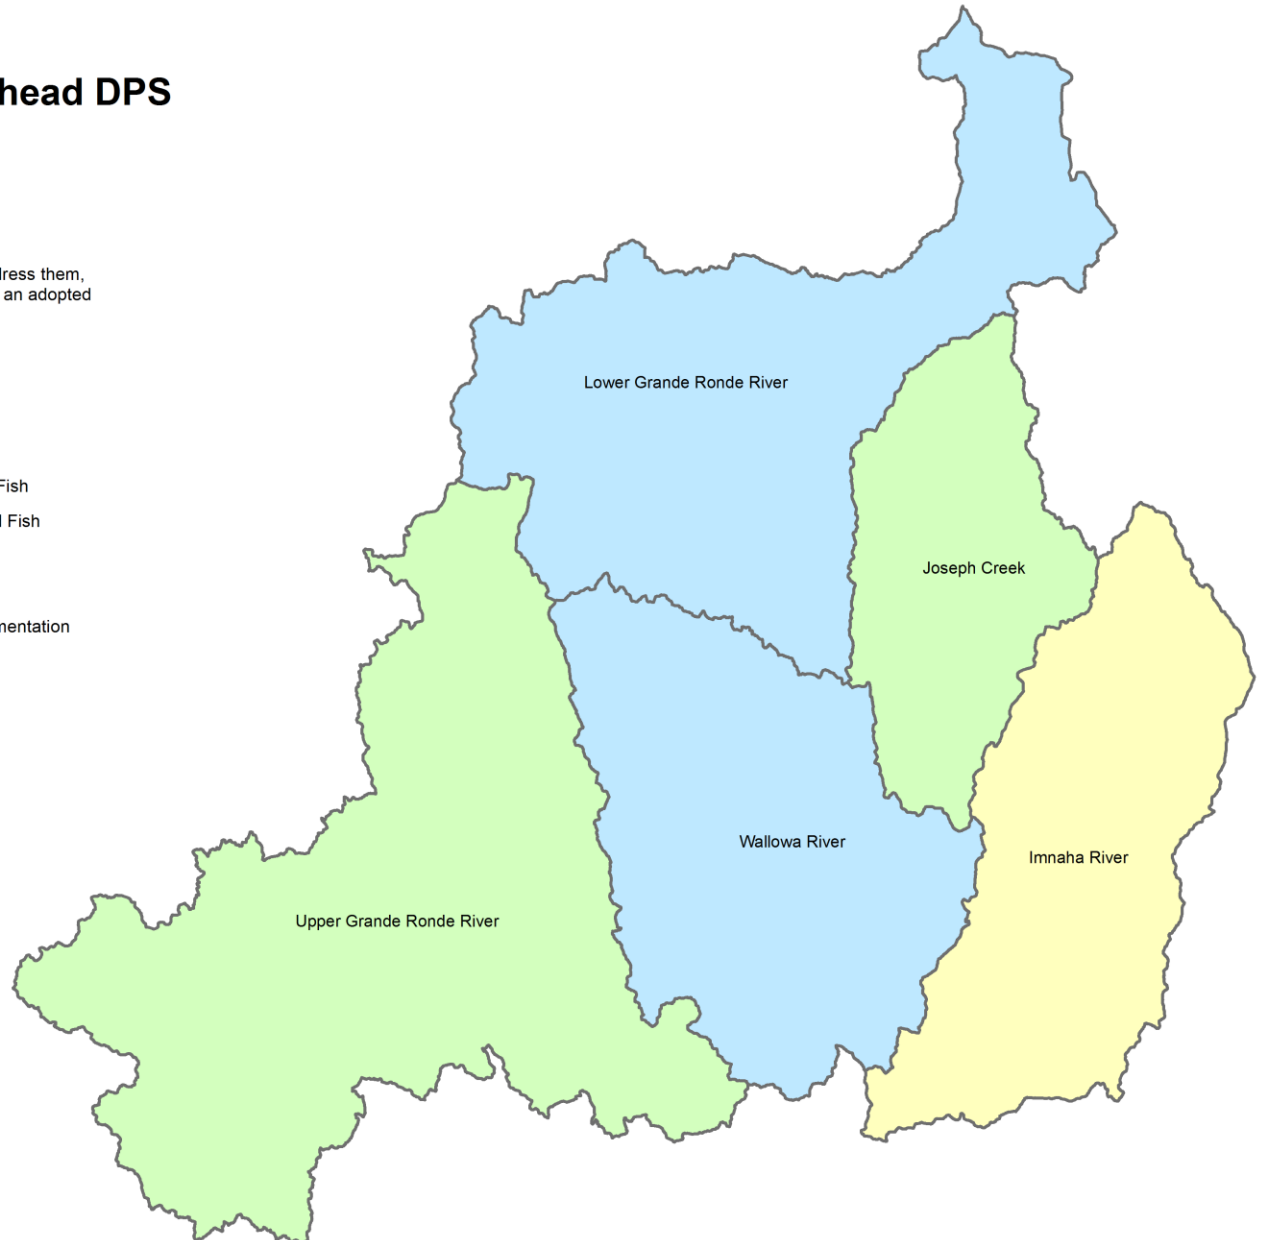 head DPS
dress them,
an adopted
Fish
l Fish
mentation
Lower Grande Ronde River
Joseph Creek
Wallowa River
Imnaha River
Upper Grande Ronde River